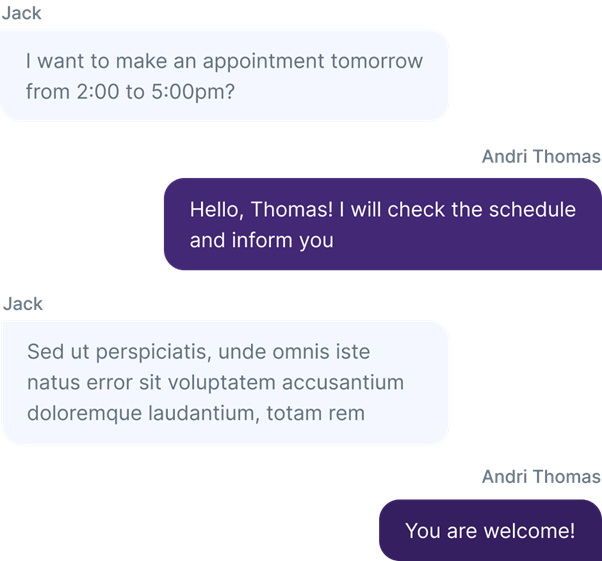 Jack
I want to make an appointment tomorrow
from 2:00 to 5:00pm?
Andri Thomas
Hello, Thomas! I will check the schedule
and inform you
Jack
Sed ut perspiciatis, unde omnis iste
natus error sit voluptatem accusantium
doloremque laudantium, totam rem
Andri Thomas
You are welcome!